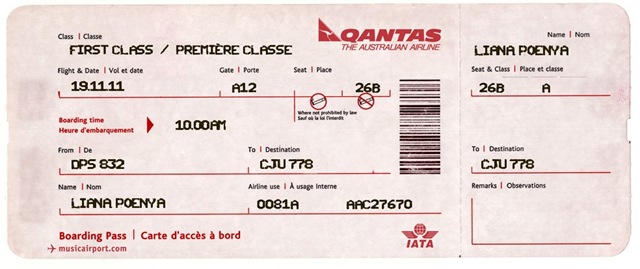 Class | Classe
FIRST CLASS / PREMIÈRE CLASSE
QANTAS
THE AUSTRALIAN AIRLINE
Flight & Date | Vol et date
19.11.11
Gate | Porte
A12
Seat | Place
26B
Where not prohibited by law
Sauf où la loi l'interdit
Boarding time
Heure d'embarquement
10.00AM
From | De
DPS 832
To | Destination
CJU 778
Name | Nom
LIANA POENYA
Airline use | À usage interne
0081A AAC27670
Boarding Pass | Carte d'accès à bord
musicairport.com
IATA
Name | Nom
LIANA POENYA
Seat & Class | Place et classe
26B A
To | Destination
CJU 778
Remarks | Observations